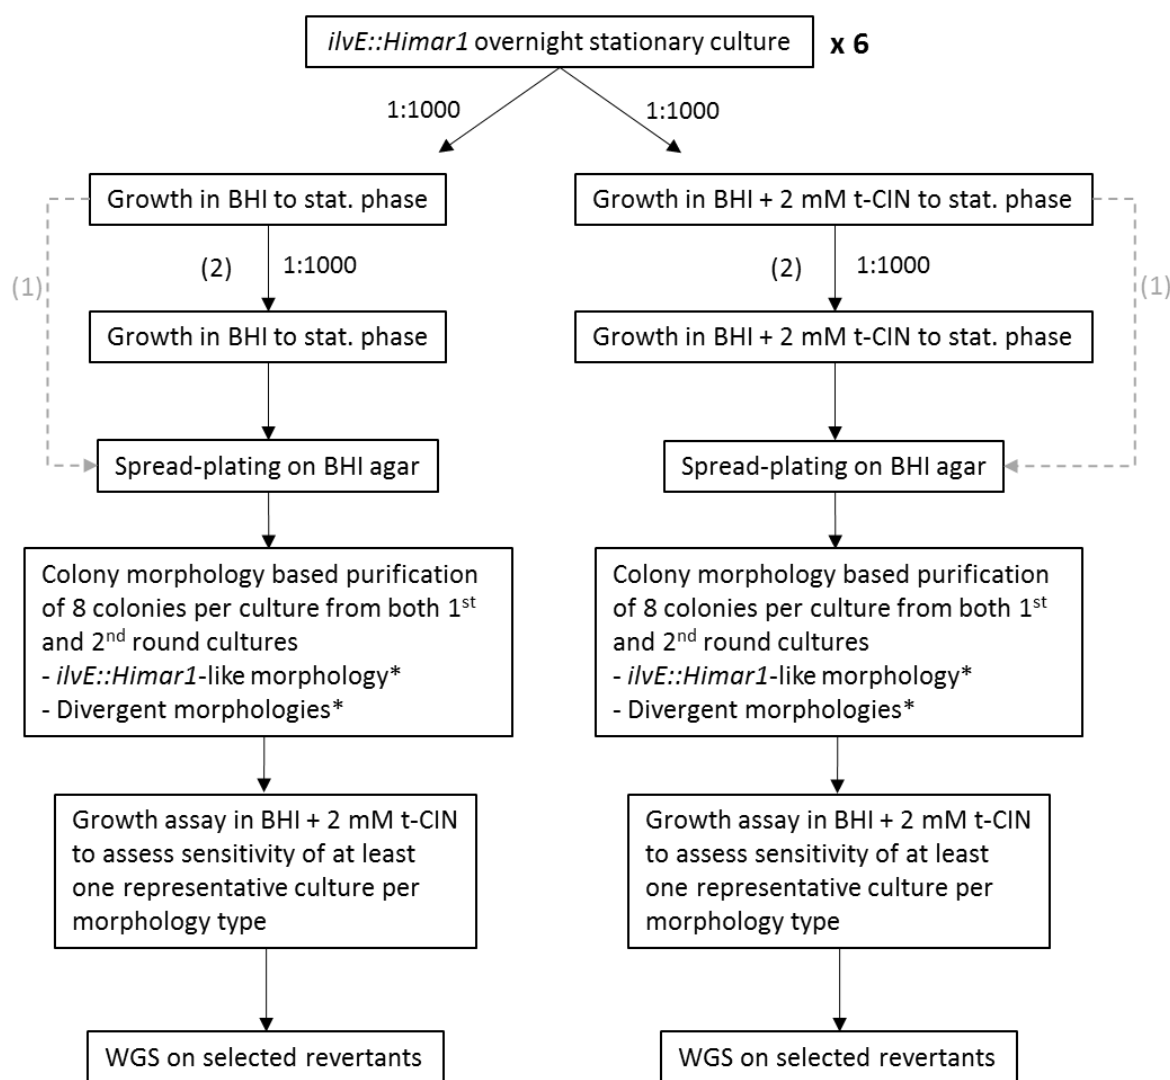 ilvE::Himar1 overnight stationary culture
x 6
1:1000
1:1000
Growth in BHI to stat. phase
Growth in BHI + 2 mM t-CIN to stat. phase
(1)
(2)
1:1000
(2)
1:1000
(1)
Growth in BHI to stat. phase
Growth in BHI + 2 mM t-CIN to stat. phase
Spread-plating on BHI agar
Spread-plating on BHI agar
Colony morphology based purification
of 8 colonies per culture from both 1st
and 2nd round cultures
- ilvE::Himar1-like morphology*
- Divergent morphologies*
Colony morphology based purification
of 8 colonies per culture from both 1st
and 2nd round cultures
- ilvE::Himar1-like morphology*
- Divergent morphologies*
Growth assay in BHI + 2 mM t-CIN
to assess sensitivity of at least
one representative culture per
morphology type
Growth assay in BHI + 2 mM t-CIN
to assess sensitivity of at least
one representative culture per
morphology type
WGS on selected revertants
WGS on selected revertants